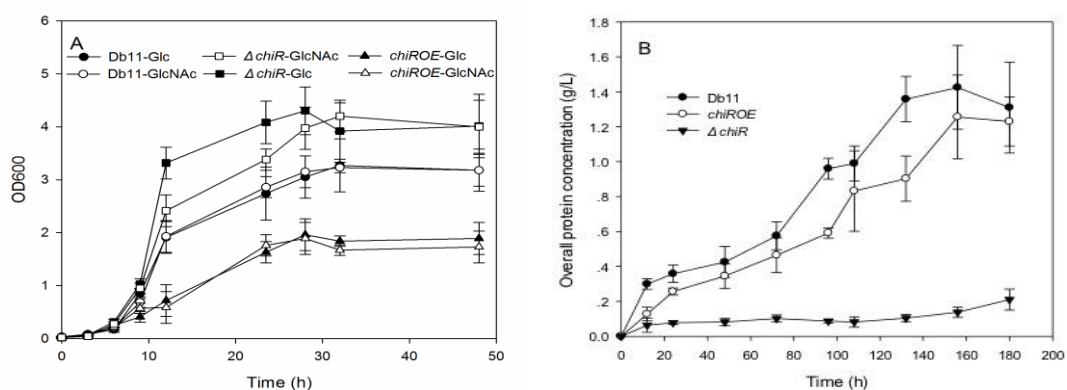 A
Db11-Glc
Db11-GlcNAc
ΔchiR-GlcNAc
ΔchiR-Glc
chiROE-Glc
chiROE-GlcNAc
OD600
6
5
4
3
2
1
0
0 10 20 30 40 50
Time (h)
B
Db11
chiROE
ΔchiR
Overall protein concentration (g/L)
1.8
1.6
1.4
1.2
1.0
.8
.6
.4
.2
0.0
0 20 40 60 80 100 120 140 160 180 200
Time (h)